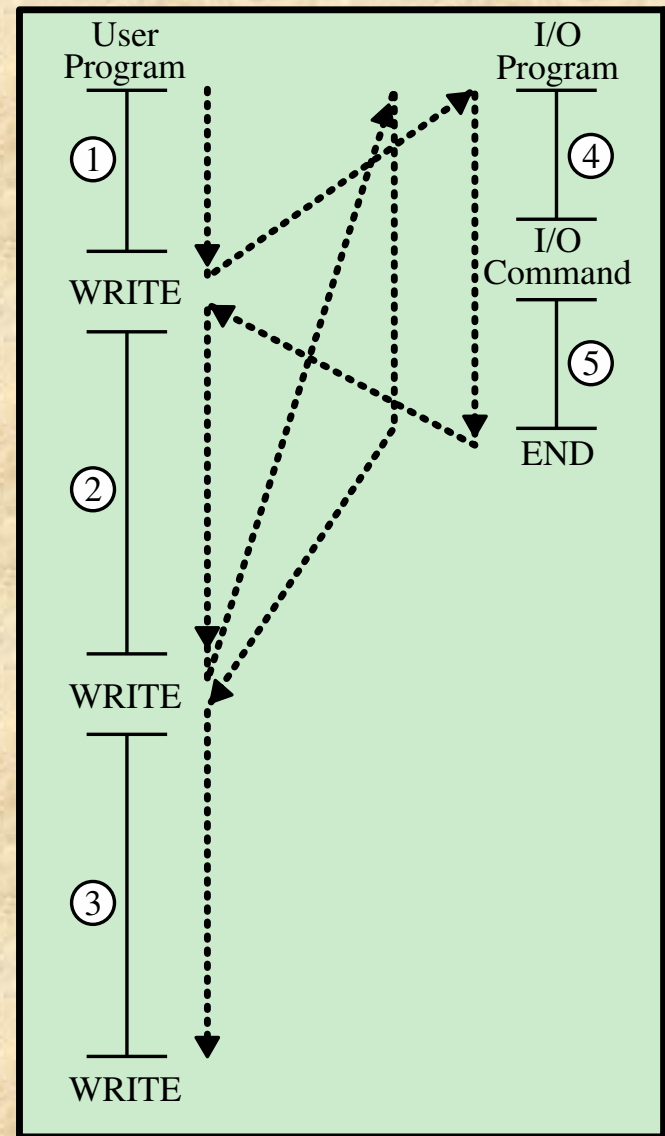 User
Program
1
WRITE
2
WRITE
3
WRITE
I/O
Program
4
I/O
Command
5
END